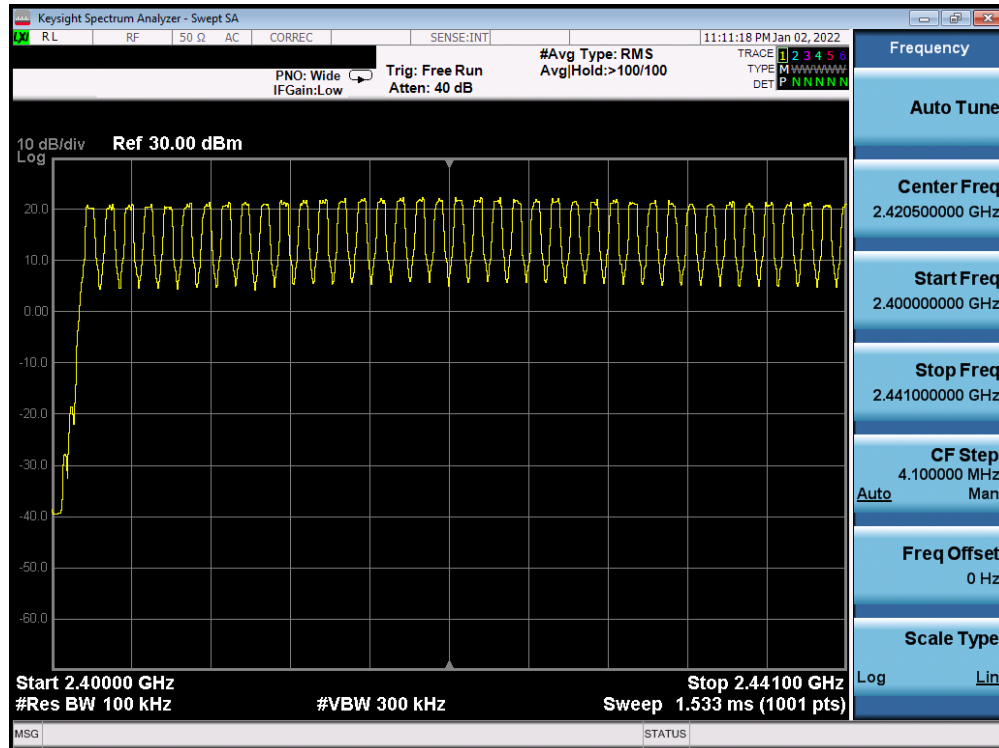 Keysight Spectrum Analyzer - Swept SA
LXI RL RF 50 Ω AC CORREC SENSE:INT 11:11:18 PM Jan 02, 2022
#Avg Type: RMS TRACE 1 2 3 4 5 6
PNO: Wide Trig: Free Run Avg|Hold:>100/100 TYPE M WWWWW
IFGain:Low Atten: 40 dB DET P N N N N N
10 dB/div Ref 30.00 dBm
Log
20.0
10.0
0.00
-10.0
-20.0
-30.0
-40.0
-50.0
-60.0
Start 2.40000 GHz Stop 2.44100 GHz
#Res BW 100 kHz #VBW 300 kHz Sweep 1.533 ms (1001 pts)
MSG STATUS
Frequency
Auto Tune
Center Freq
2.420500000 GHz
Start Freq
2.400000000 GHz
Stop Freq
2.441000000 GHz
CF Step
4.100000 MHz
Auto Man
Freq Offset
0 Hz
Scale Type
Log Lin